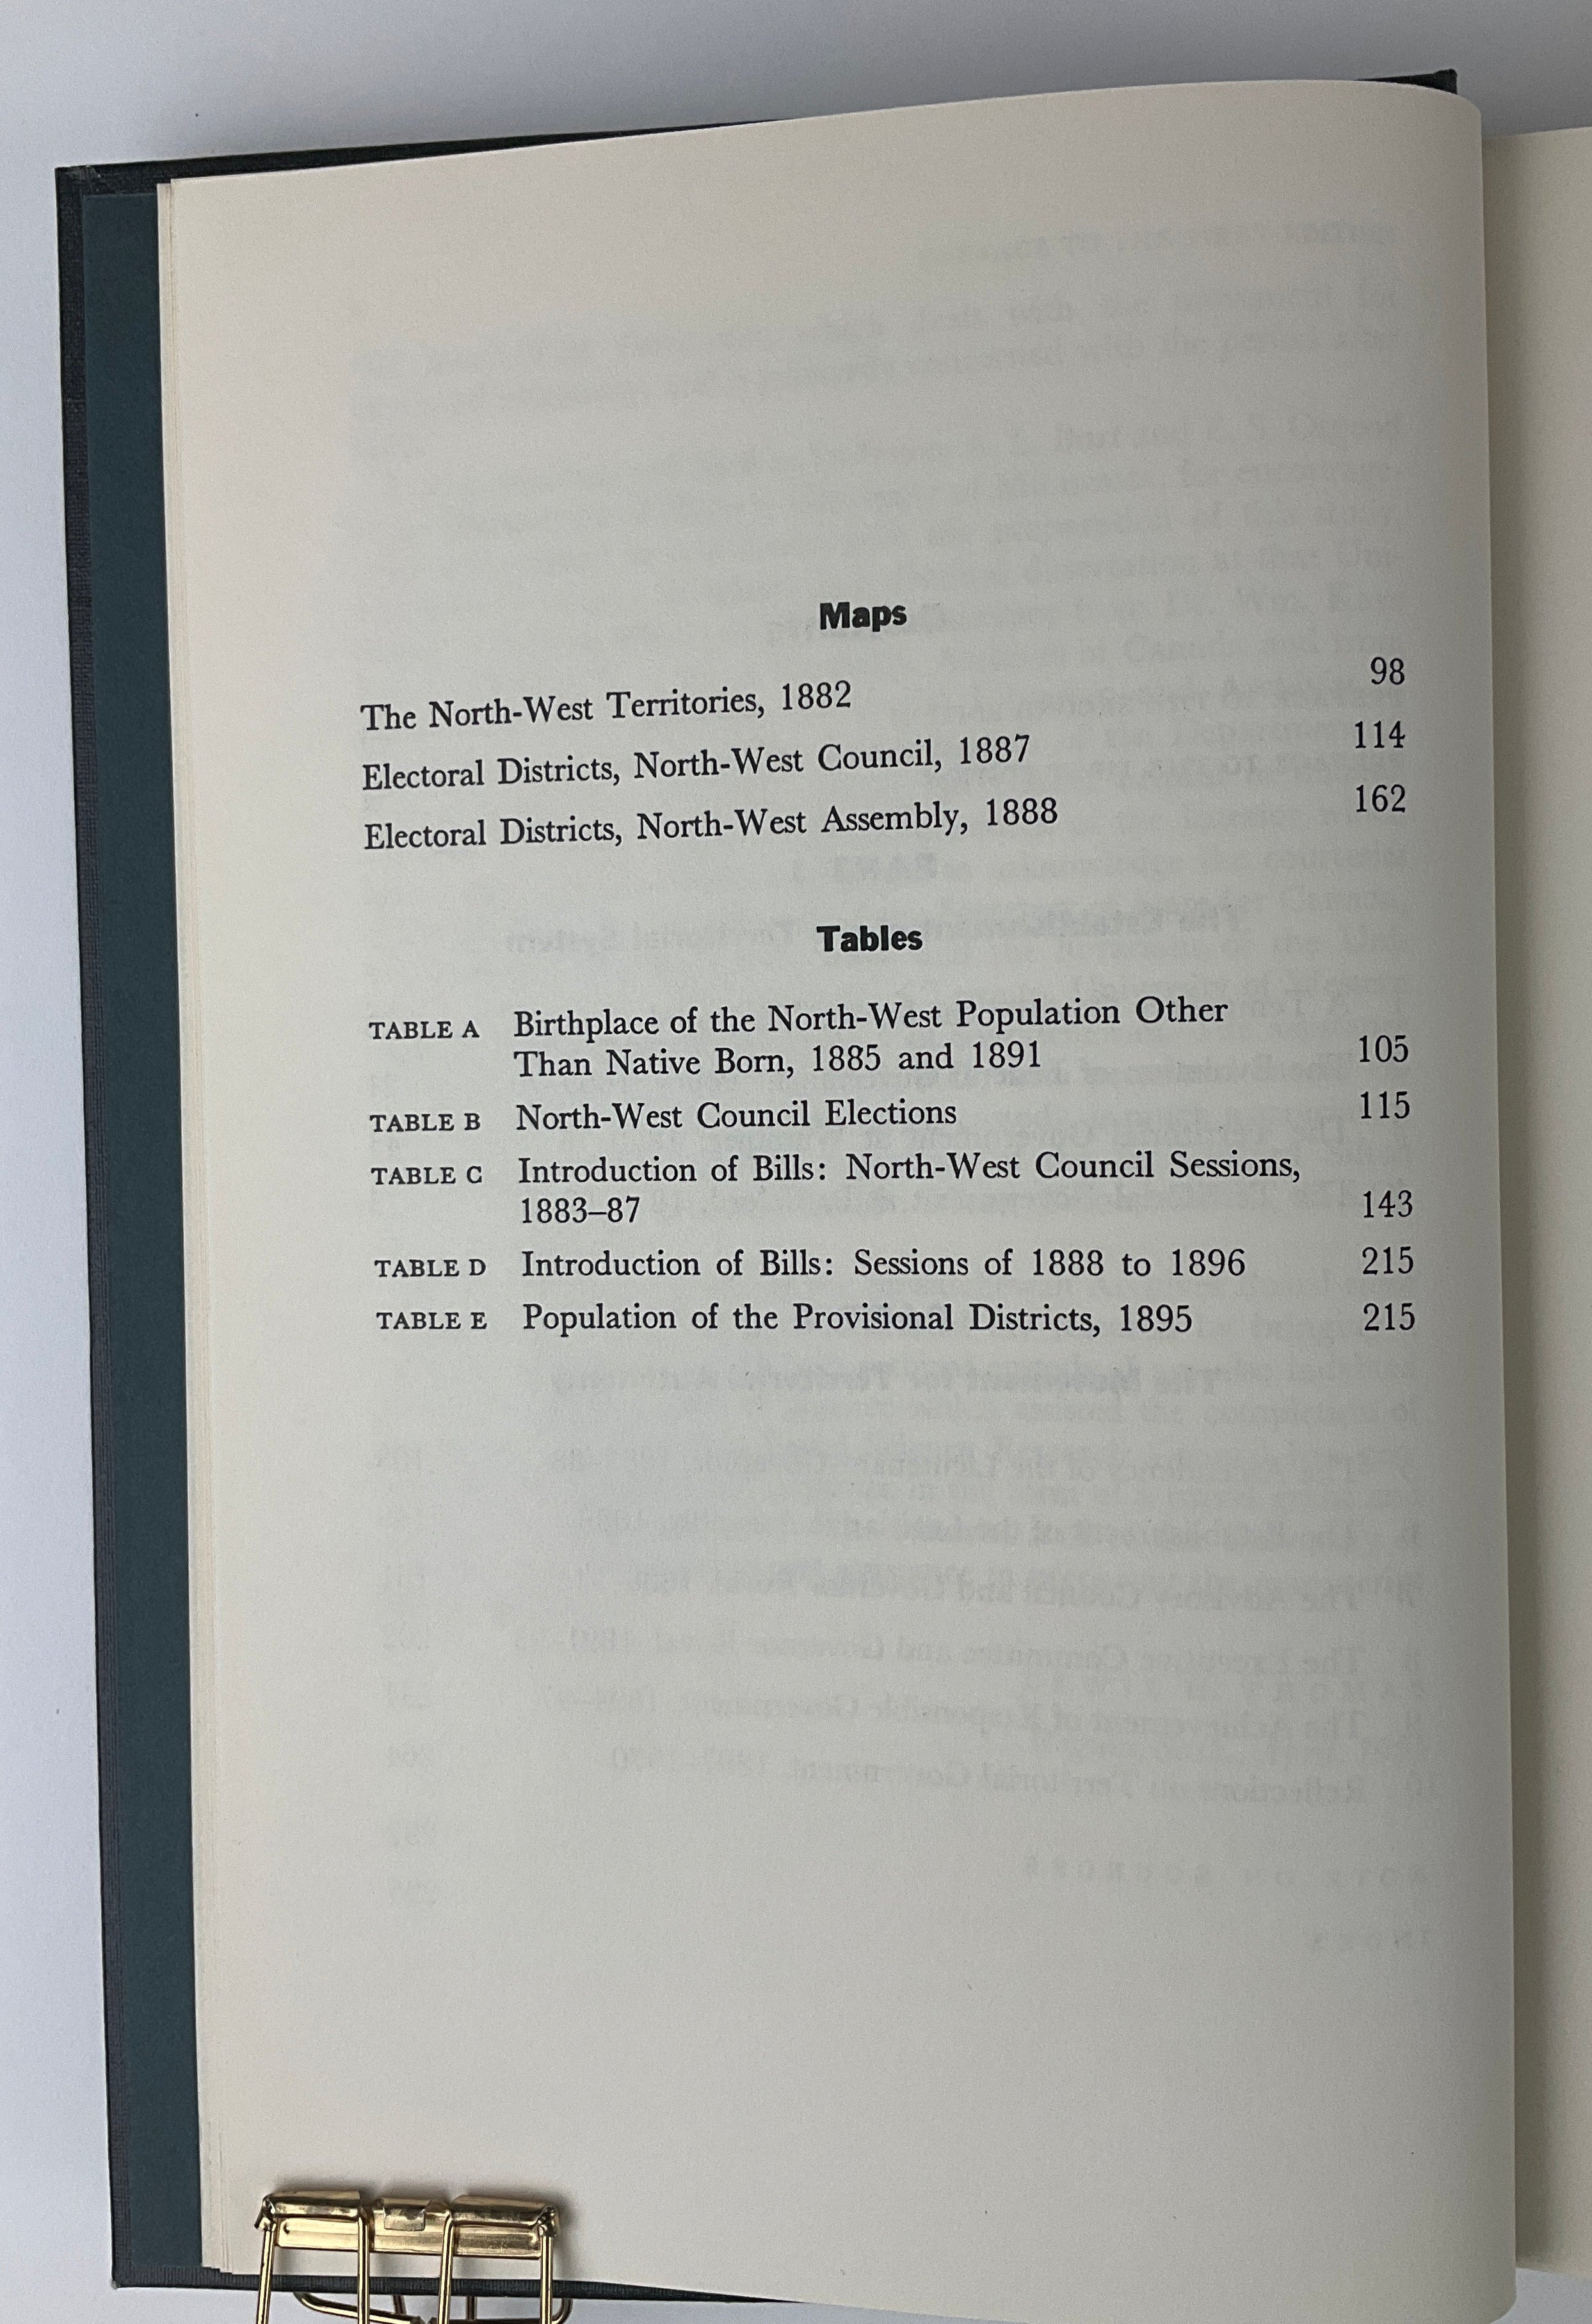 Maps
The North-West Territories, 1882 98
Electoral Districts, North-West Council, 1887 114
Electoral Districts, North-West Assembly, 1888 162
Tables
TABLE A Birthplace of the North-West Population Other
Than Native Born, 1885 and 1891 105
TABLE B North-West Council Elections 115
TABLE C Introduction of Bills: North-West Council Sessions,
1883–87 143
TABLE D Introduction of Bills: Sessions of 1888 to 1896 215
TABLE E Population of the Provisional Districts, 1895 215